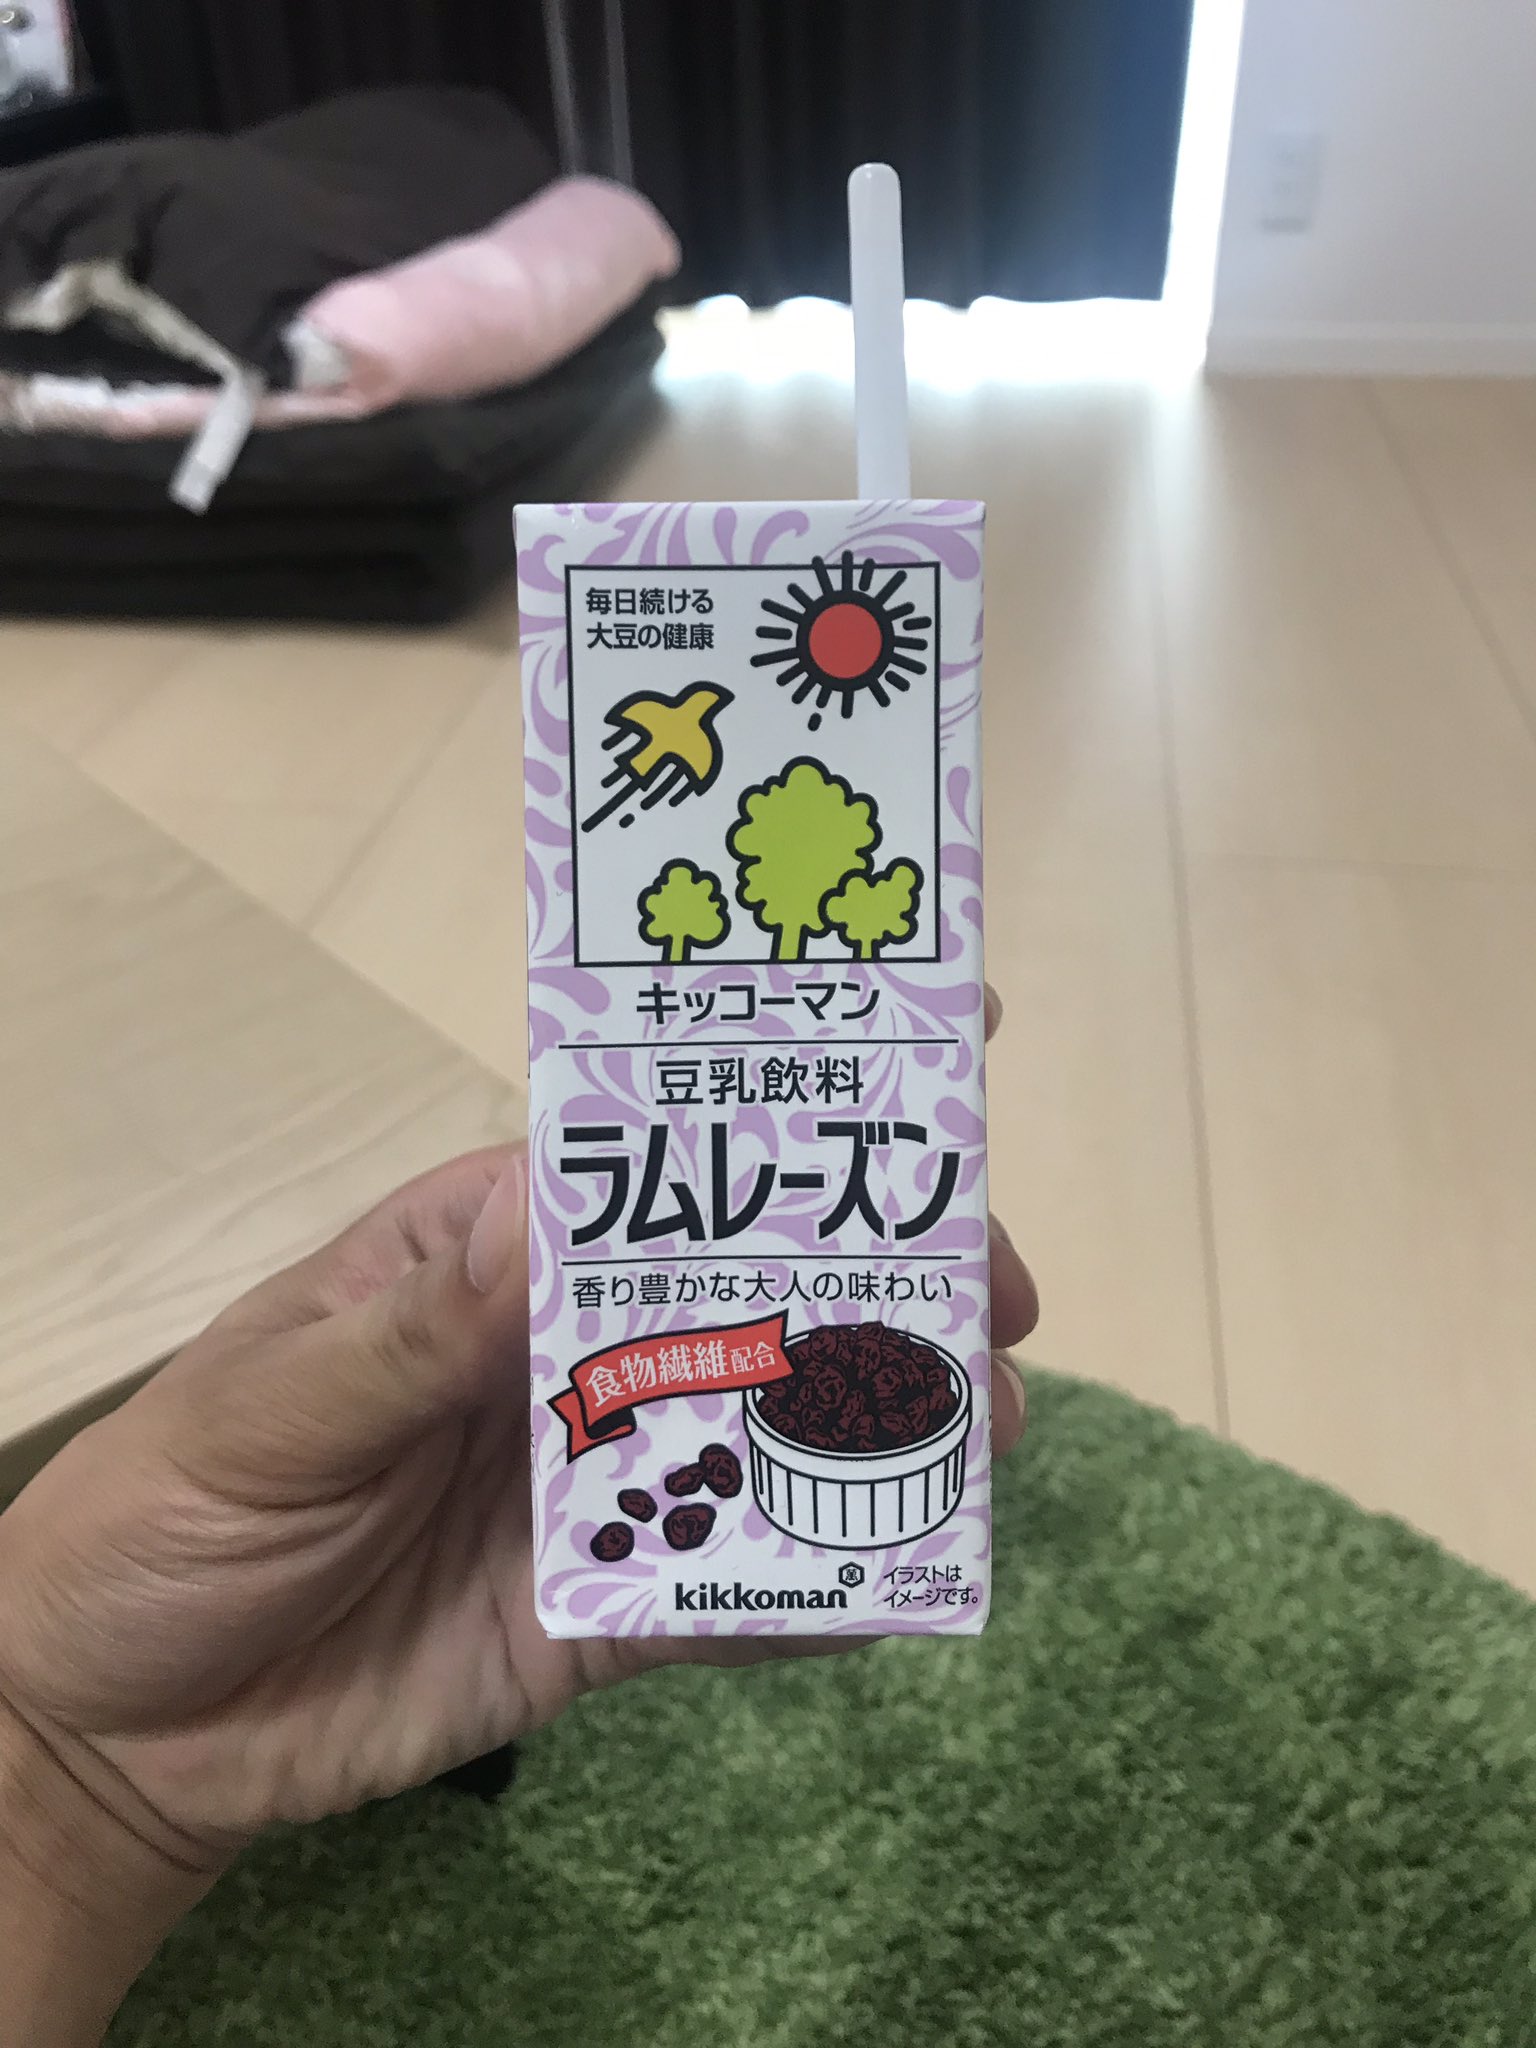 毎日続ける
大豆の健康
キッコーマン
豆乳飲料
ラムレーズン
香り豊かな大人の味わい
食物繊維配合
kikkoman
萬
イラストは
イメージです。